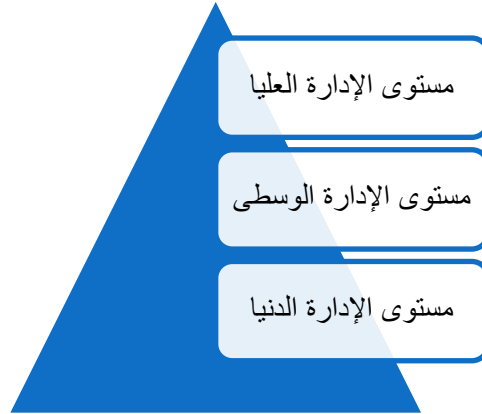 مستوى الإدارة العليا
مستوى الإدارة الوسطى
مستوى الإدارة الدنيا